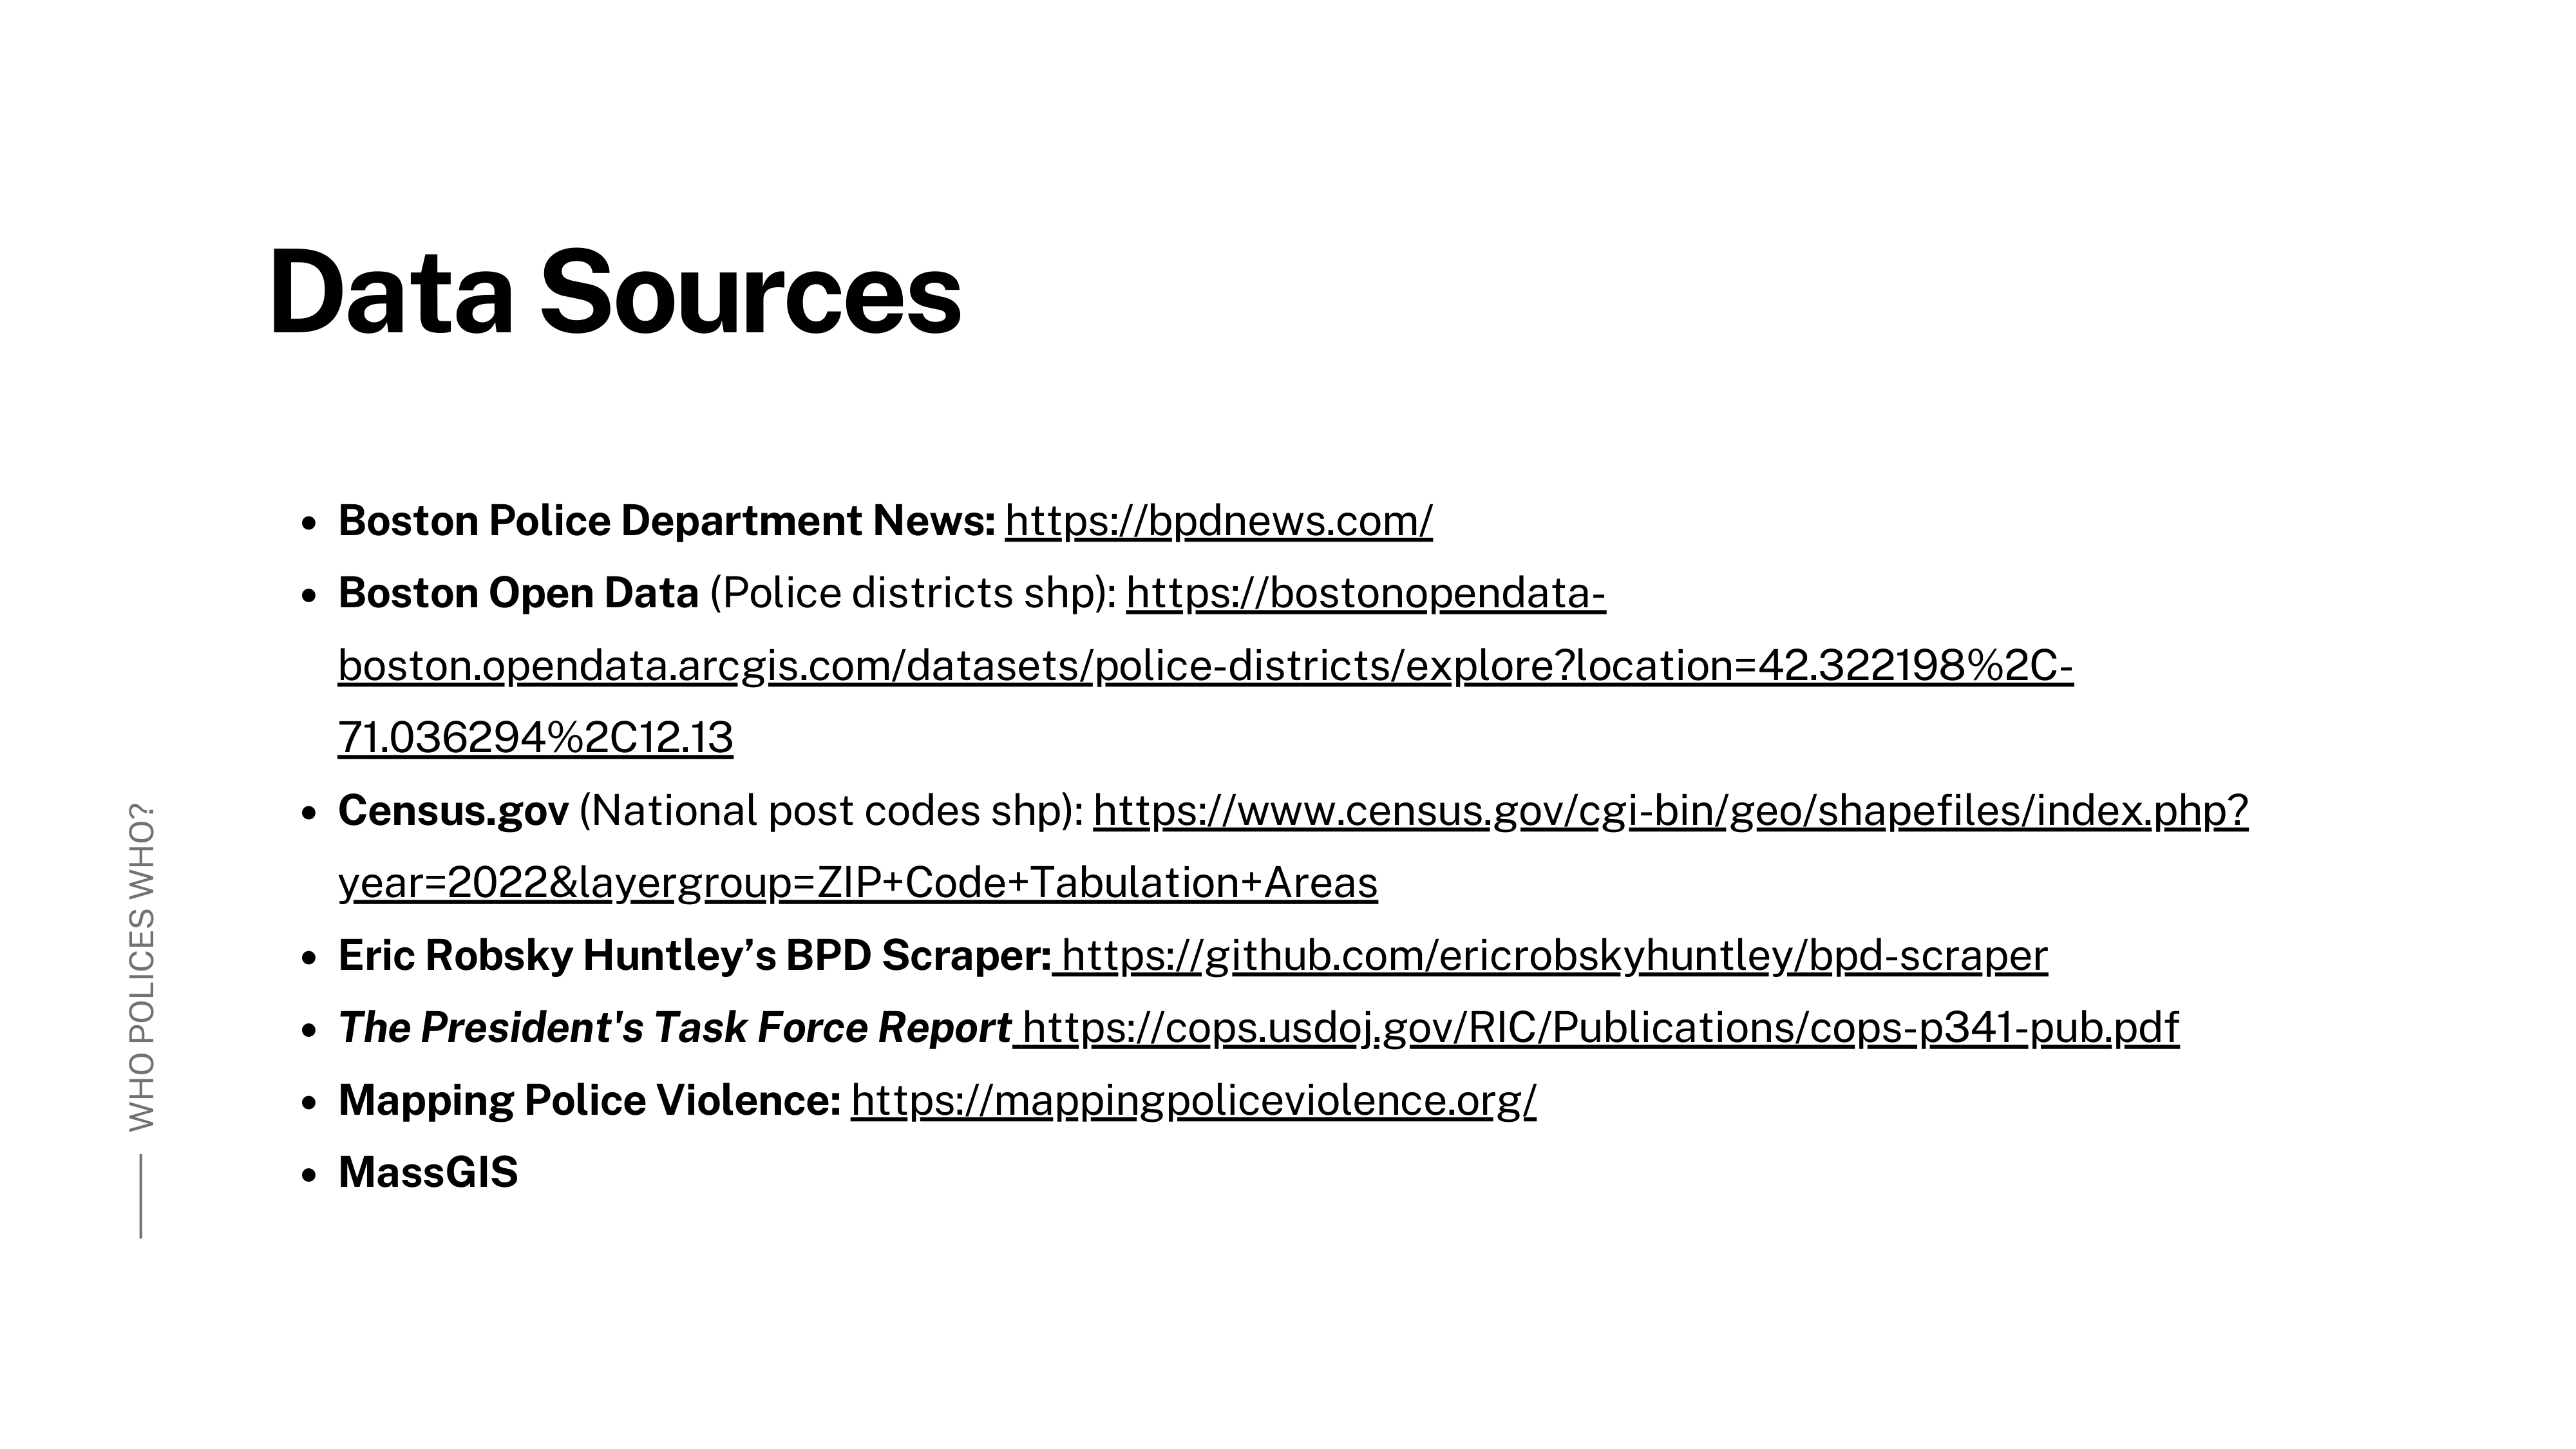 Data Sources
• Boston Police Department News: https://bpdnews.com/
• Boston Open Data (Police districts shp): https://bostonopendata-
boston.opendata.arcgis.com/datasets/police-districts/explore?location=42.322198%2C-
71.036294%2C12.13
• Census.gov (National post codes shp): https://www.census.gov/cgi-bin/geo/shapefiles/index.php?
year=2022&layergroup=ZIP+Code+Tabulation+Areas
• Eric Robsky Huntley’s BPD Scraper: https://github.com/ericrobskyhuntley/bpd-scraper
• The President's Task Force Report https://cops.usdoj.gov/RIC/Publications/cops-p341-pub.pdf
• Mapping Police Violence: https://mappingpoliceviolence.org/
• MassGIS
WHO POLICES WHO?